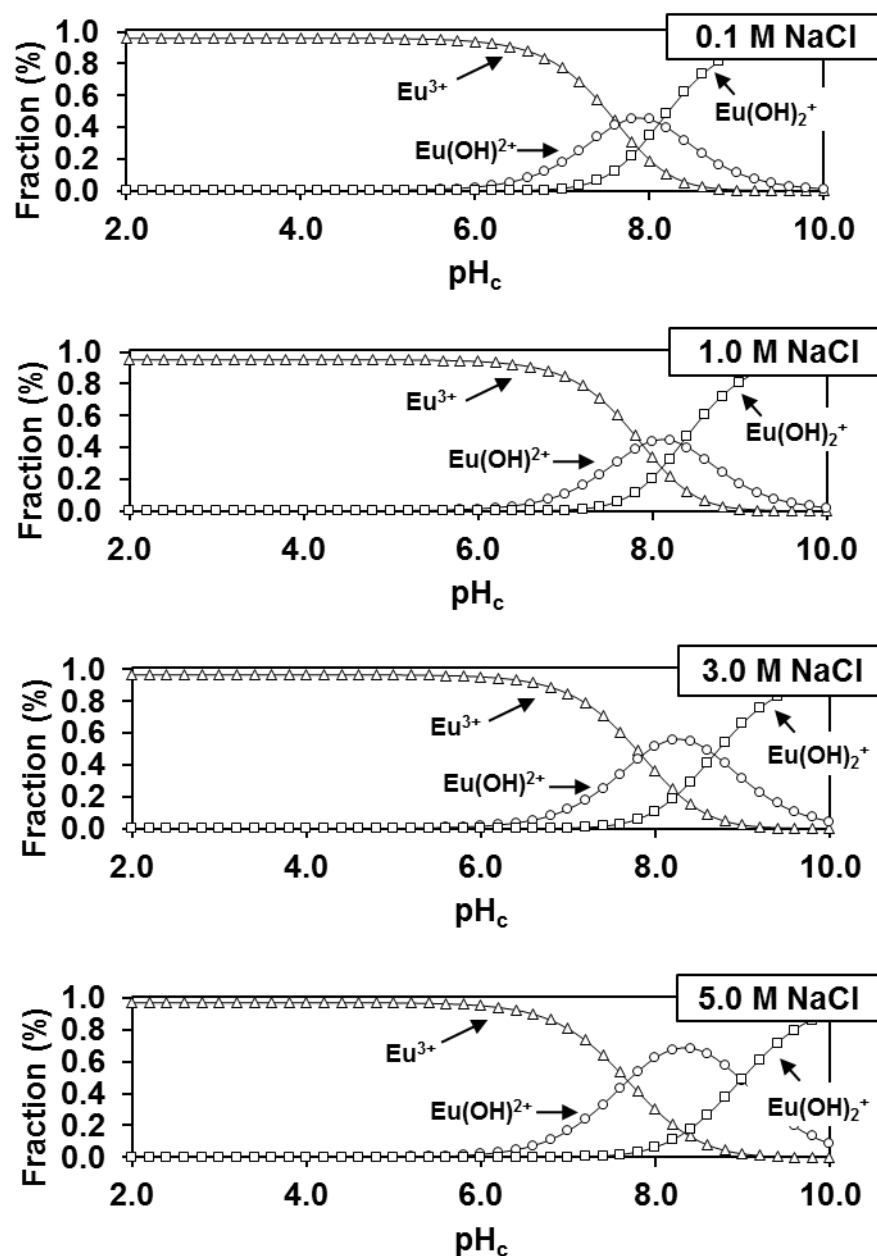 0.1 M NaCl
Fraction (%)
1.0
0.8
0.6
0.4
0.2
0.0
Eu³⁺
Eu(OH)²⁺
Eu(OH)₂⁺
2.0 4.0 6.0 8.0 10.0
pH꜀
1.0 M NaCl
Fraction (%)
1.0
0.8
0.6
0.4
0.2
0.0
Eu³⁺
Eu(OH)²⁺
Eu(OH)₂⁺
2.0 4.0 6.0 8.0 10.0
pH꜀
3.0 M NaCl
Fraction (%)
1.0
0.8
0.6
0.4
0.2
0.0
Eu³⁺
Eu(OH)²⁺
Eu(OH)₂⁺
2.0 4.0 6.0 8.0 10.0
pH꜀
5.0 M NaCl
Fraction (%)
1.0
0.8
0.6
0.4
0.2
0.0
Eu³⁺
Eu(OH)²⁺
Eu(OH)₂⁺
2.0 4.0 6.0 8.0 10.0
pH꜀